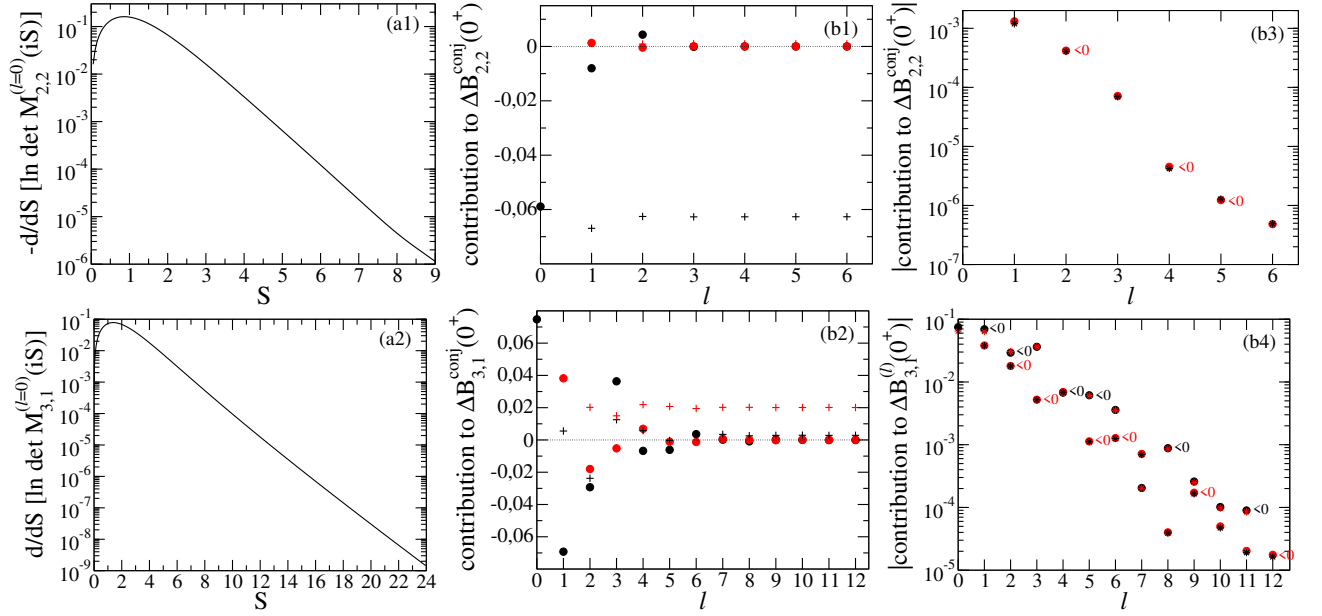 (a1)
-d/dS [ln det M_{2,2}^{(l=0)}(iS)]
10^{-1}
10^{-2}
10^{-3}
10^{-4}
10^{-5}
10^{-6}
0 1 2 3 4 5 6 7 8 9
S
(b1)
contribution to ΔB_{2,2}^{conj}(0^+)
0
-0,02
-0,04
-0,06
0 1 2 3 4 5 6
l
(b3)
|contribution to ΔB_{2,2}^{conj}(0^+)|
10^{-3}
10^{-4}
10^{-5}
10^{-6}
10^{-7}
<0
<0
<0
1 2 3 4 5 6
l
(a2)
d/dS [ln det M_{3,1}^{(l=0)}(iS)]
10^{-1}
10^{-2}
10^{-3}
10^{-4}
10^{-5}
10^{-6}
10^{-7}
10^{-8}
10^{-9}
0 2 4 6 8 10 12 14 16 18 20 22 24
S
(b2)
contribution to ΔB_{3,1}^{conj}(0^+)
0,06
0,04
0,02
0
-0,02
-0,04
-0,06
0 1 2 3 4 5 6 7 8 9 10 11 12
l
(b4)
|contribution to ΔB_{3,1}^{(l)}(0^+)|
10^{-1}
10^{-2}
10^{-3}
10^{-4}
10^{-5}
<0
<0
<0
<0
<0
<0
<0
<0
<0
<0
<0
<0
0 1 2 3 4 5 6 7 8 9 10 11 12
l